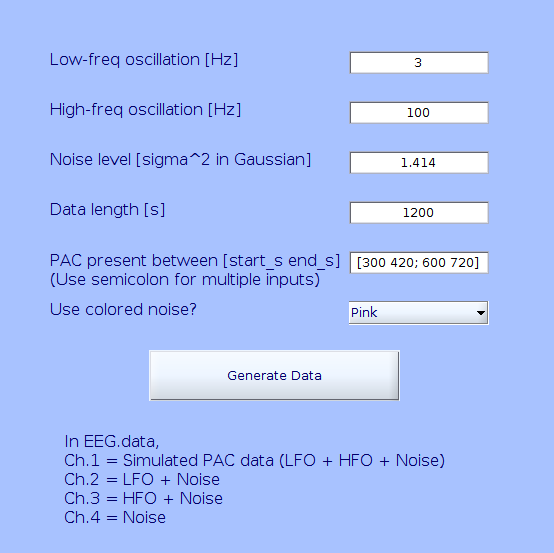 Low-freq oscillation [Hz] 3
High-freq oscillation [Hz] 100
Noise level [sigma^2 in Gaussian] 1.414
Data length [s] 1200
PAC present between [start_s end_s] [300 420; 600 720]
(Use semicolon for multiple inputs)
Use colored noise? Pink
Generate Data
In EEG.data,
Ch.1 = Simulated PAC data (LFO + HFO + Noise)
Ch.2 = LFO + Noise
Ch.3 = HFO + Noise
Ch.4 = Noise